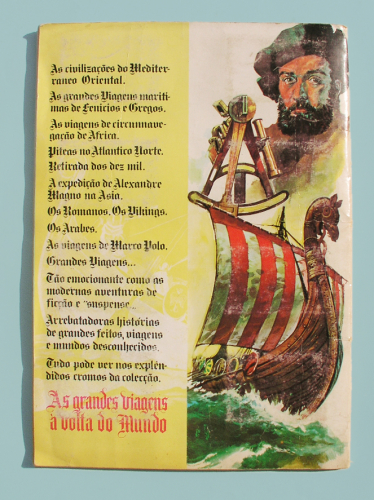 As civilizações do Mediter-
raneo Oriental.
As grandes Viagens maríti-
mas de Fenicios e Gregos.
As viagens de circumnave-
gação de Africa.
Piteas no Atlantico Norte.
Retirada dos dez mil.
A expedição de Alexandre
Magno na Asia.
Os Romanos. Os Vikings.
Os Arabes.
As viagens de Marco Polo.
Grandes Viagens...
Tão emocionante como as
modernas aventuras de
ficção e "suspense...
Arrebatadoras histórias
de grandes feitos, viagens
e mundos desconhecidos.
Tudo pode ver nos esplên-
didos cromos da colecção.
As grandes viagens
à volta do Mundo